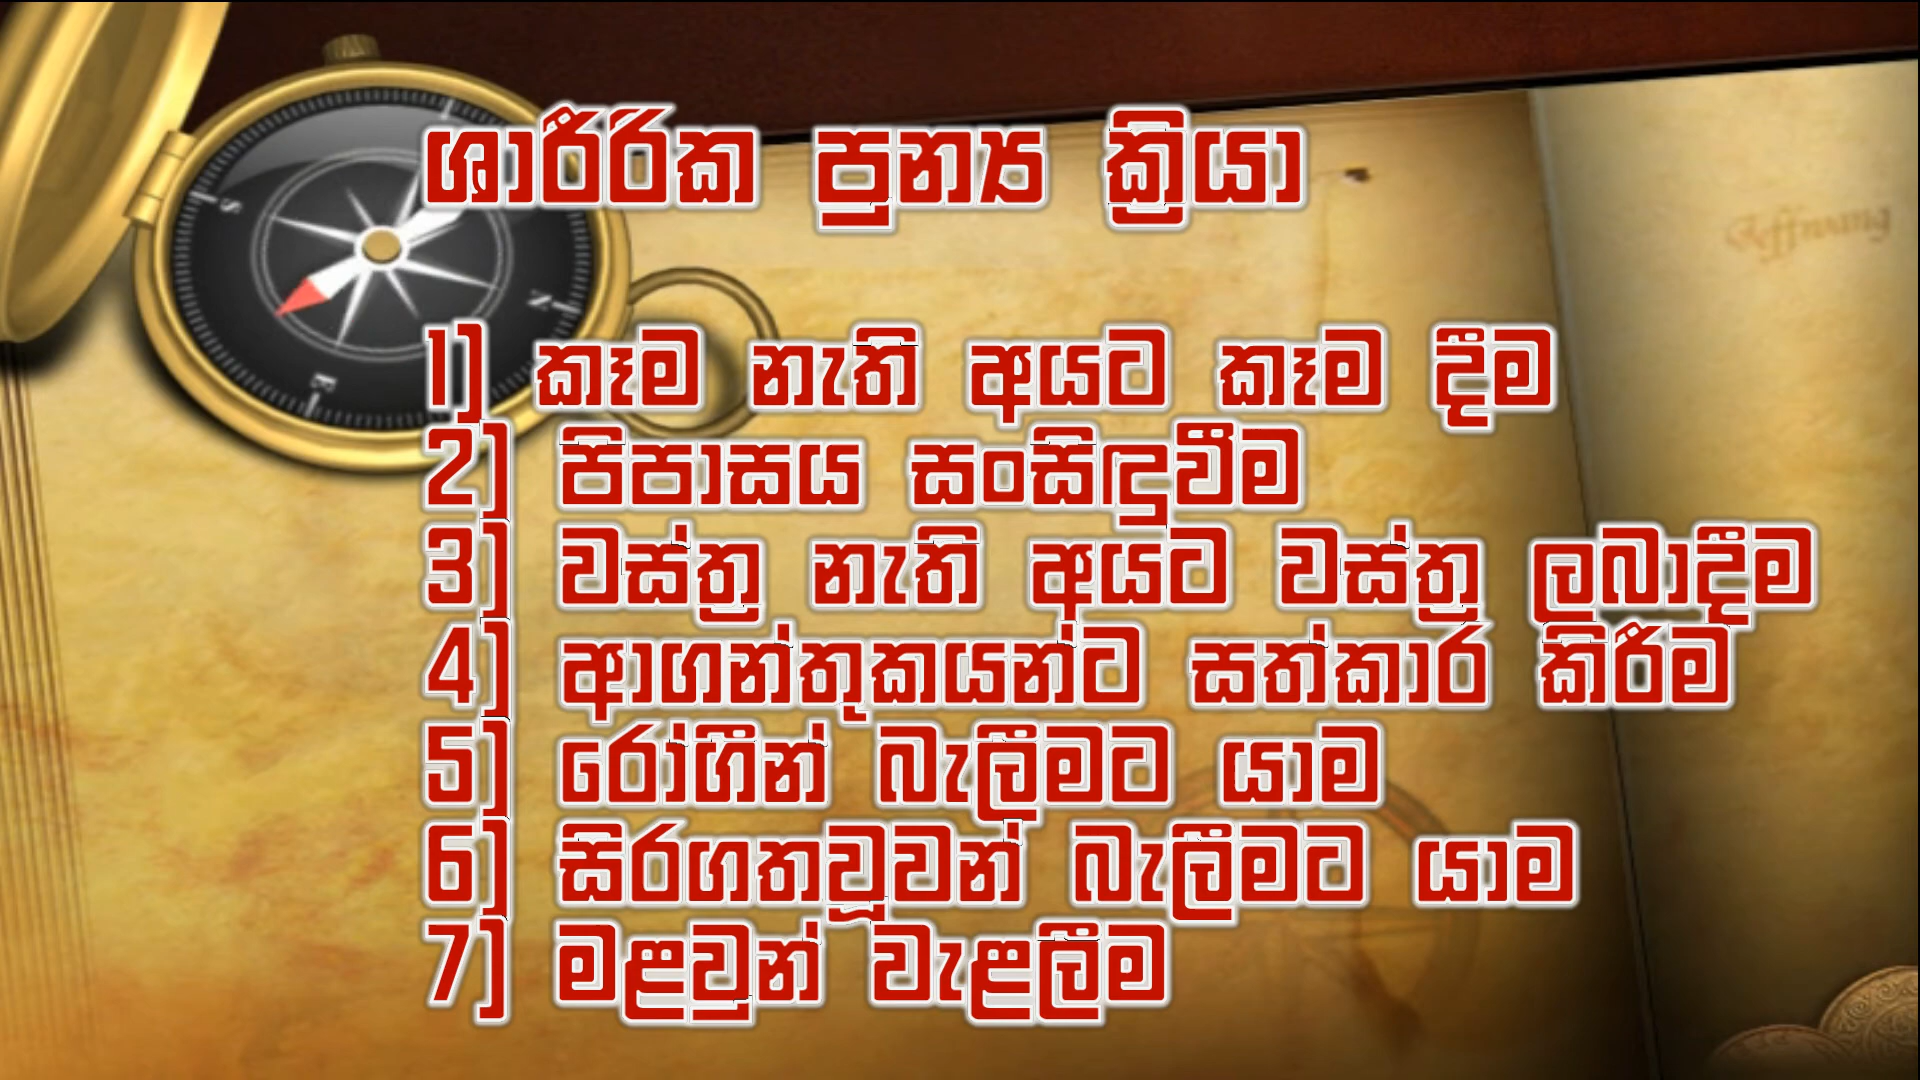 ශාරීරික පුන්‍ය ක්‍රියා
1) කෑම නැති අයට කෑම දීම
2) පිපාසය සංසිඳුවීම
3) වස්ත්‍ර නැති අයට වස්ත්‍ර ලබාදීම
4) ආගන්තුකයන්ට සත්කාර කිරීම
5) රෝගීන් බැලීමට යාම
6) සිරගතවූවන් බැලීමට යාම
7) මළවුන් වැළලීම